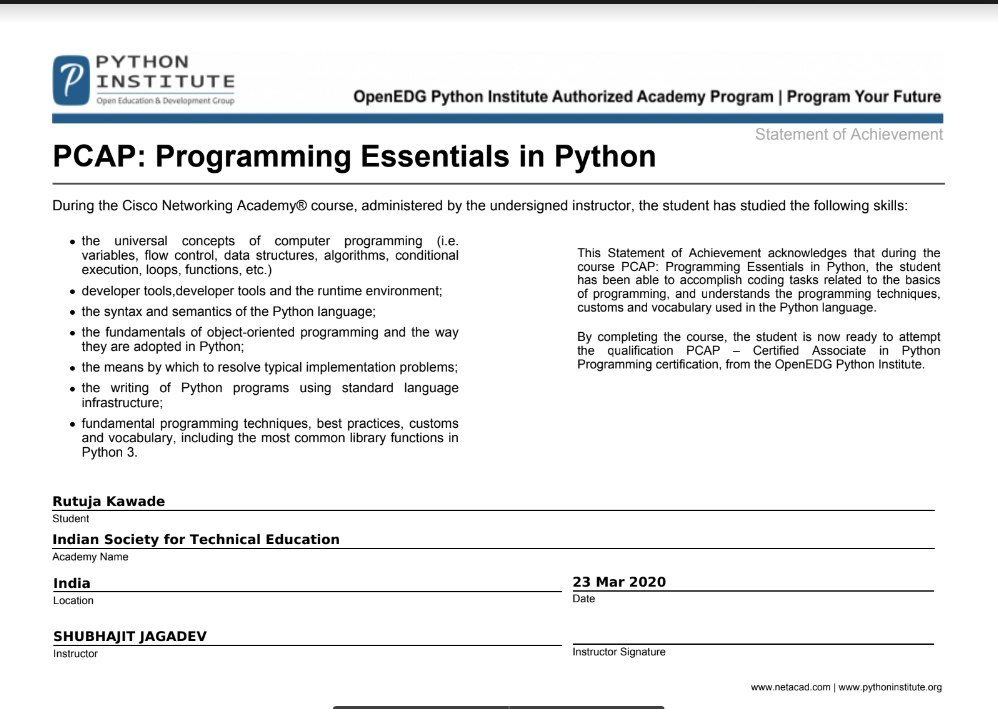 PYTHON
INSTITUTE
Open Education & Development Group
OpenEDG Python Institute Authorized Academy Program | Program Your Future
Statement of Achievement
PCAP: Programming Essentials in Python
During the Cisco Networking Academy® course, administered by the undersigned instructor, the student has studied the following skills:
• the universal concepts of computer programming (i.e.
variables, flow control, data structures, algorithms, conditional
execution, loops, functions, etc.)
• developer tools,developer tools and the runtime environment;
• the syntax and semantics of the Python language;
• the fundamentals of object-oriented programming and the way
they are adopted in Python;
• the means by which to resolve typical implementation problems;
• the writing of Python programs using standard language
infrastructure;
• fundamental programming techniques, best practices, customs
and vocabulary, including the most common library functions in
Python 3.
This Statement of Achievement acknowledges that during the
course PCAP: Programming Essentials in Python, the student
has been able to accomplish coding tasks related to the basics
of programming, and understands the programming techniques,
customs and vocabulary used in the Python language.
By completing the course, the student is now ready to attempt
the qualification PCAP – Certified Associate in Python
Programming certification, from the OpenEDG Python Institute.
Rutuja Kawade
Student
Indian Society for Technical Education
Academy Name
India
Location
23 Mar 2020
Date
SHUBHAJIT JAGADEV
Instructor
Instructor Signature
www.netacad.com | www.pythoninstitute.org